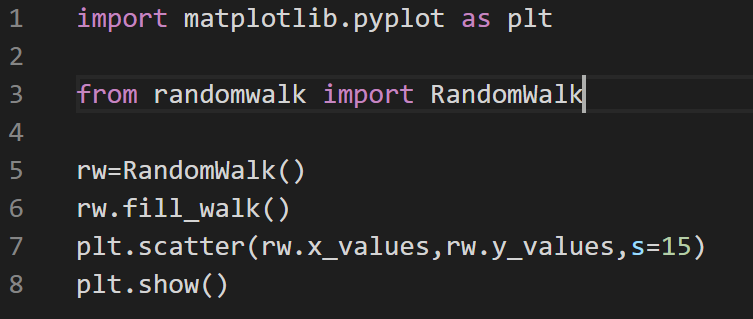 1 import matplotlib.pyplot as plt
2
3 from randomwalk import RandomWalk
4
5 rw=RandomWalk()
6 rw.fill_walk()
7 plt.scatter(rw.x_values,rw.y_values,s=15)
8 plt.show()